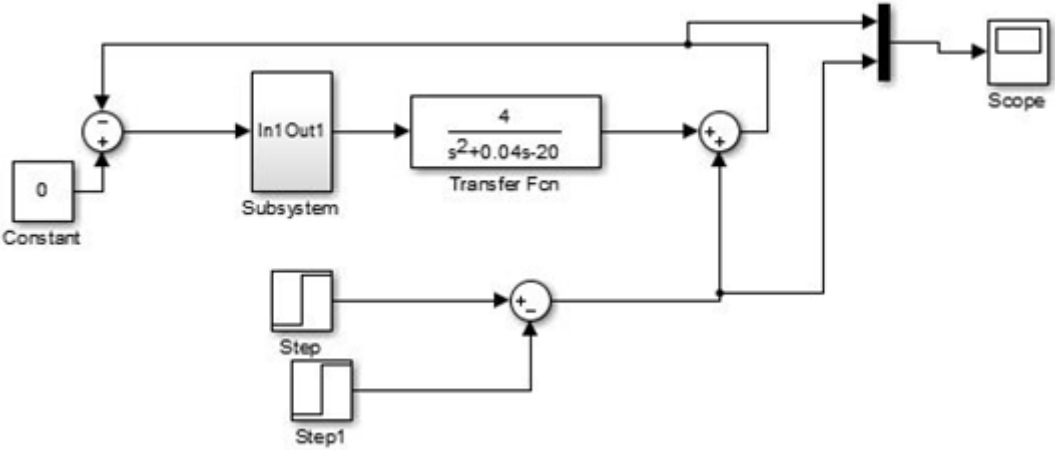 Scope
−
+
In1 Out1
4
s²+0.04s-20
+
+
0
Transfer Fcn
Subsystem
Constant
+
−
Step
Step1